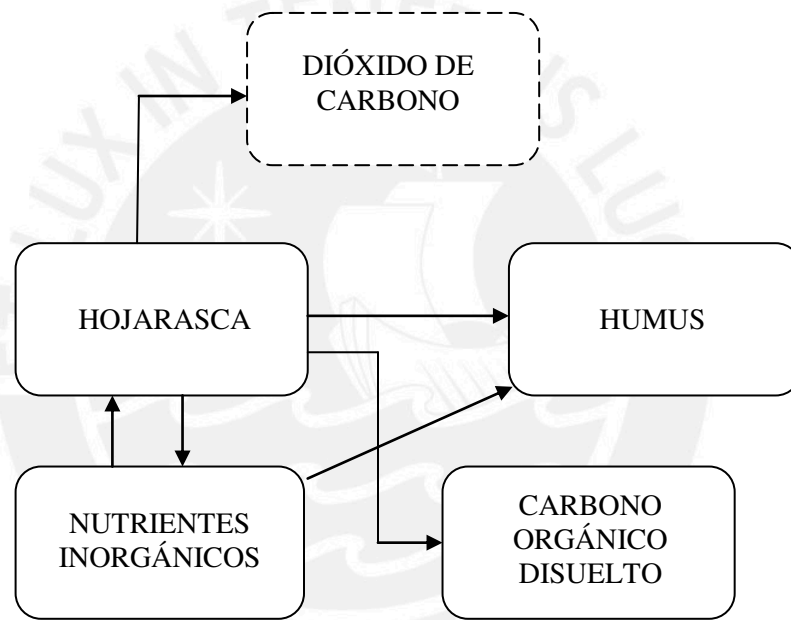 DIÓXIDO DE
CARBONO
HOJARASCA
HUMUS
NUTRIENTES
INORGÁNICOS
CARBONO
ORGÁNICO
DISUELTO